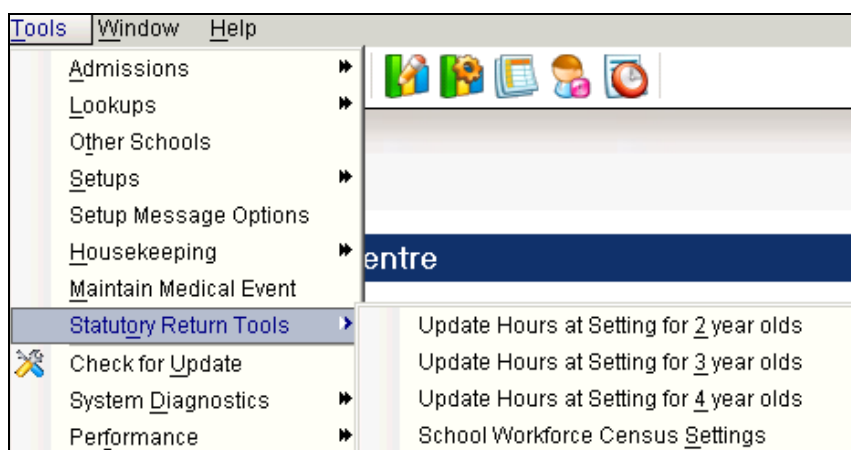 Tools Window Help
Admissions
Lookups
Other Schools
Setups
Setup Message Options
Housekeeping
entre
Maintain Medical Event
Statutory Return Tools
Update Hours at Setting for 2 year olds
Check for Update
Update Hours at Setting for 3 year olds
System Diagnostics
Update Hours at Setting for 4 year olds
Performance
School Workforce Census Settings